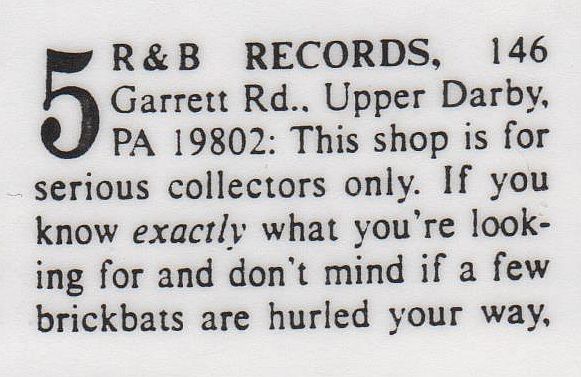 5 R & B RECORDS, 146
Garrett Rd., Upper Darby,
PA 19802: This shop is for
serious collectors only. If you
know exactly what you're look-
ing for and don't mind if a few
brickbats are hurled your way,